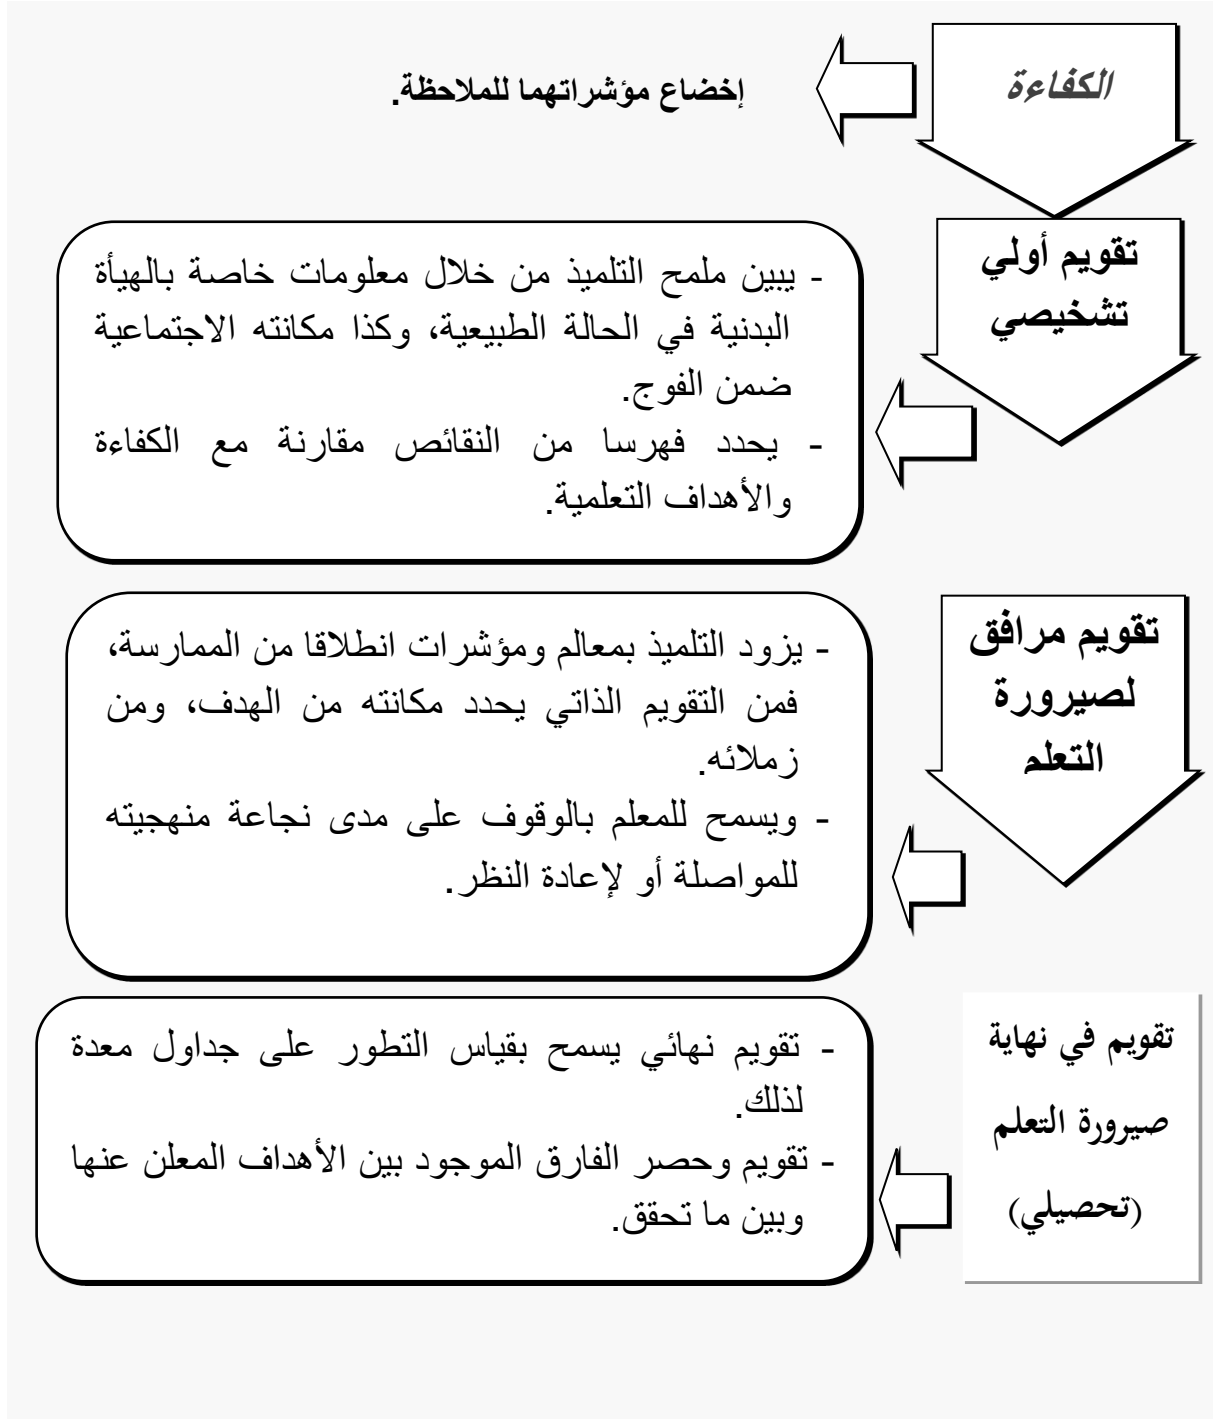 الكفاءة
إخضاع مؤشراتهما للملاحظة.
تقويم أولي
تشخيصي
- يبين ملمح التلميذ من خلال معلومات خاصة بالهيأة
البدنية في الحالة الطبيعية، وكذا مكانته الاجتماعية
ضمن الفوج.
- يحدد فهرسا من النقائص مقارنة مع الكفاءة
والأهداف التعلمية.
تقويم مرافق
لصيرورة
التعلم
- يزود التلميذ بمعالم ومؤشرات انطلاقا من الممارسة،
فمن التقويم الذاتي يحدد مكانته من الهدف، ومن
زملائه.
- ويسمح للمعلم بالوقوف على مدى نجاعة منهجيته
للمواصلة أو لإعادة النظر.
تقويم في نهاية
صيرورة التعلم
(تحصيلي)
- تقويم نهائي يسمح بقياس التطور على جداول معدة
لذلك.
- تقويم وحصر الفارق الموجود بين الأهداف المعلن عنها
وبين ما تحقق.